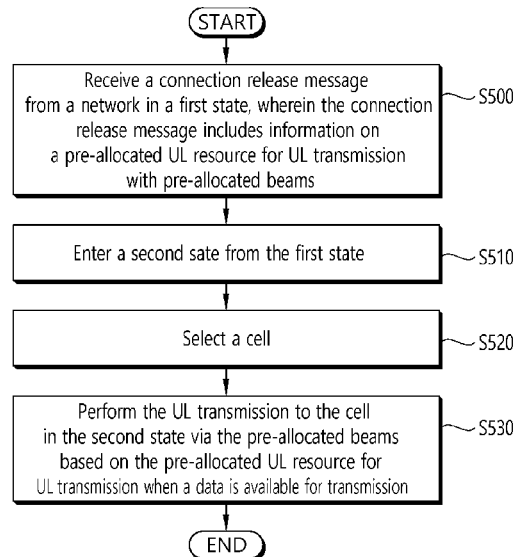 START
Receive a connection release message
from a network in a first state, wherein the connection
release message includes information on
a pre-allocated UL resource for UL transmission
with pre-allocated beams
S500
Enter a second sate from the first state
S510
Select a cell
S520
Perform the UL transmission to the cell
in the second state via the pre-allocated beams
based on the pre-allocated UL resource for
UL transmission when a data is available for transmission
S530
END